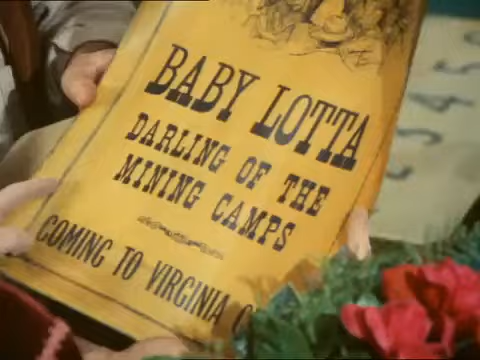 BABY LOTTA
DARLING OF THE
MINING CAMPS
COMING TO VIRGINIA